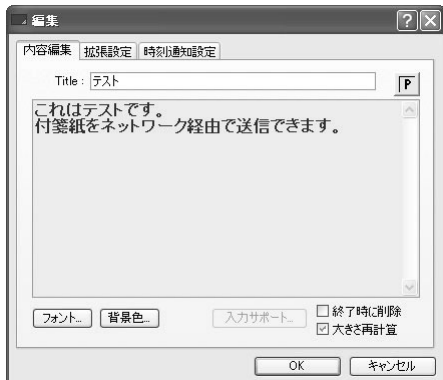 編集
内容編集 拡張設定 時刻通知設定
Title : テスト
P
これはテストです。
付箋紙をネットワーク経由で送信できます。
フォント... 背景色... 入力サポート... 終了時に削除
大きさ再計算
OK キャンセル